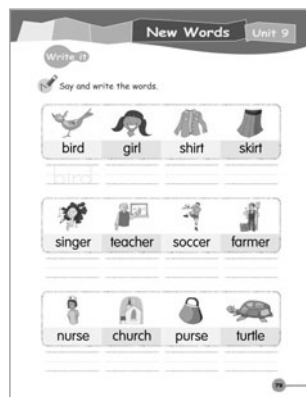 New Words Unit 9
Write it
Say and write the words.
bird girl shirt skirt
bird
singer teacher soccer farmer
nurse church purse turtle
79